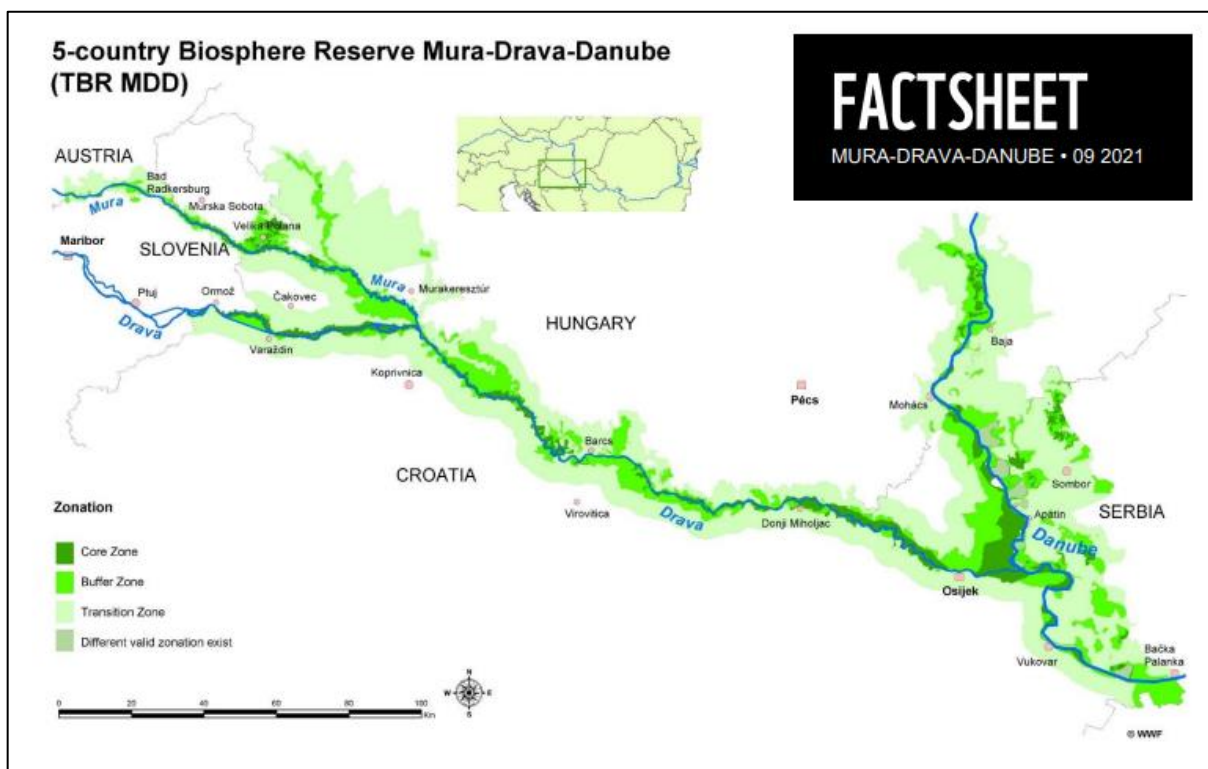 5-country Biosphere Reserve Mura-Drava-Danube
(TBR MDD)
FACTSHEET
MURA-DRAVA-DANUBE • 09 2021
AUSTRIA
Bad
Radkersburg
Mura
Murska Sobota
Velika Polana
SLOVENIA
Maribor
Ptuj
Ormož
Čakovec
Mura
Murakeresztúr
Drava
Varaždin
HUNGARY
Koprivnica
Baja
Pécs
Mohács
Barcs
CROATIA
Sombor
Virovitica
Drava
Donji Miholjac
Apatin
SERBIA
Danube
Osijek
Vukovar
Bačka
Palanka
Zonation
Core Zone
Buffer Zone
Transition Zone
Different valid zonation exist
0 20 40 60 80 100
Km
N
W E
S
© WWF